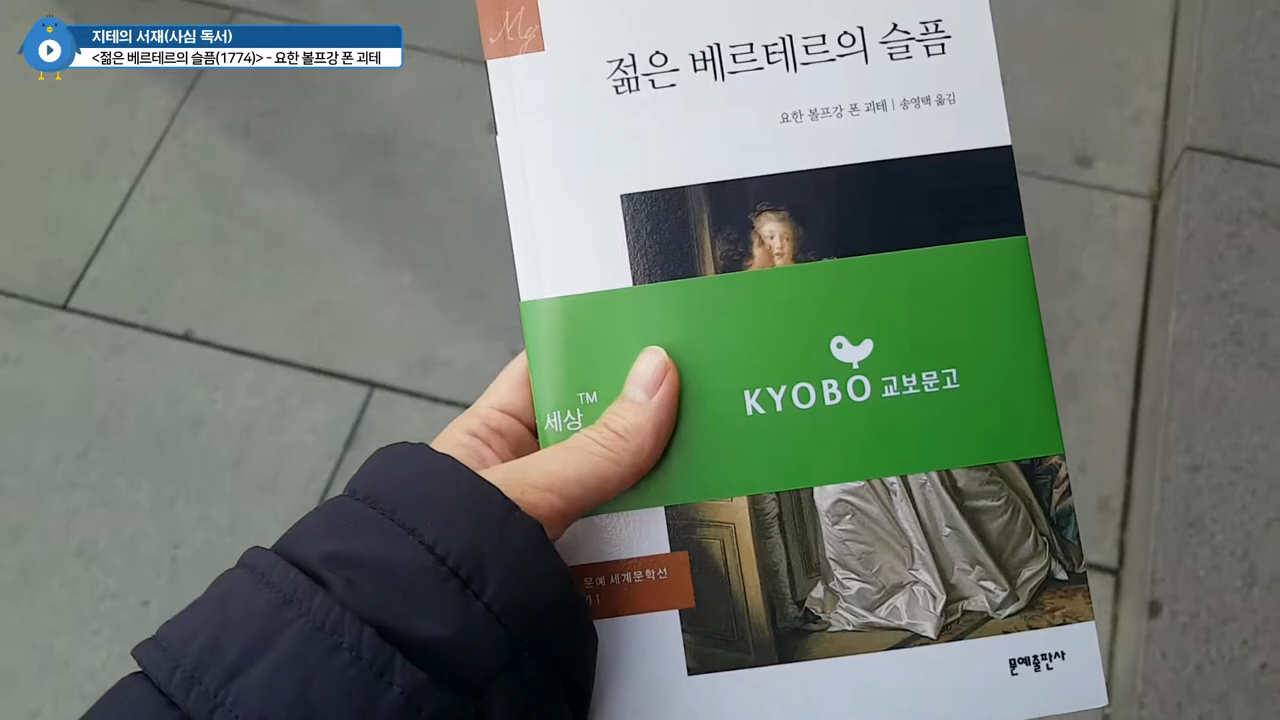 지테의 서재(사심 독서)
<젊은 베르테르의 슬픔(1774)> - 요한 볼프강 폰 괴테
My
젊은 베르테르의 슬픔
요한 볼프강 폰 괴테 | 송영택 옮김
세상™
KYOBO 교보문고
문예 세계문학선
01
문예출판사